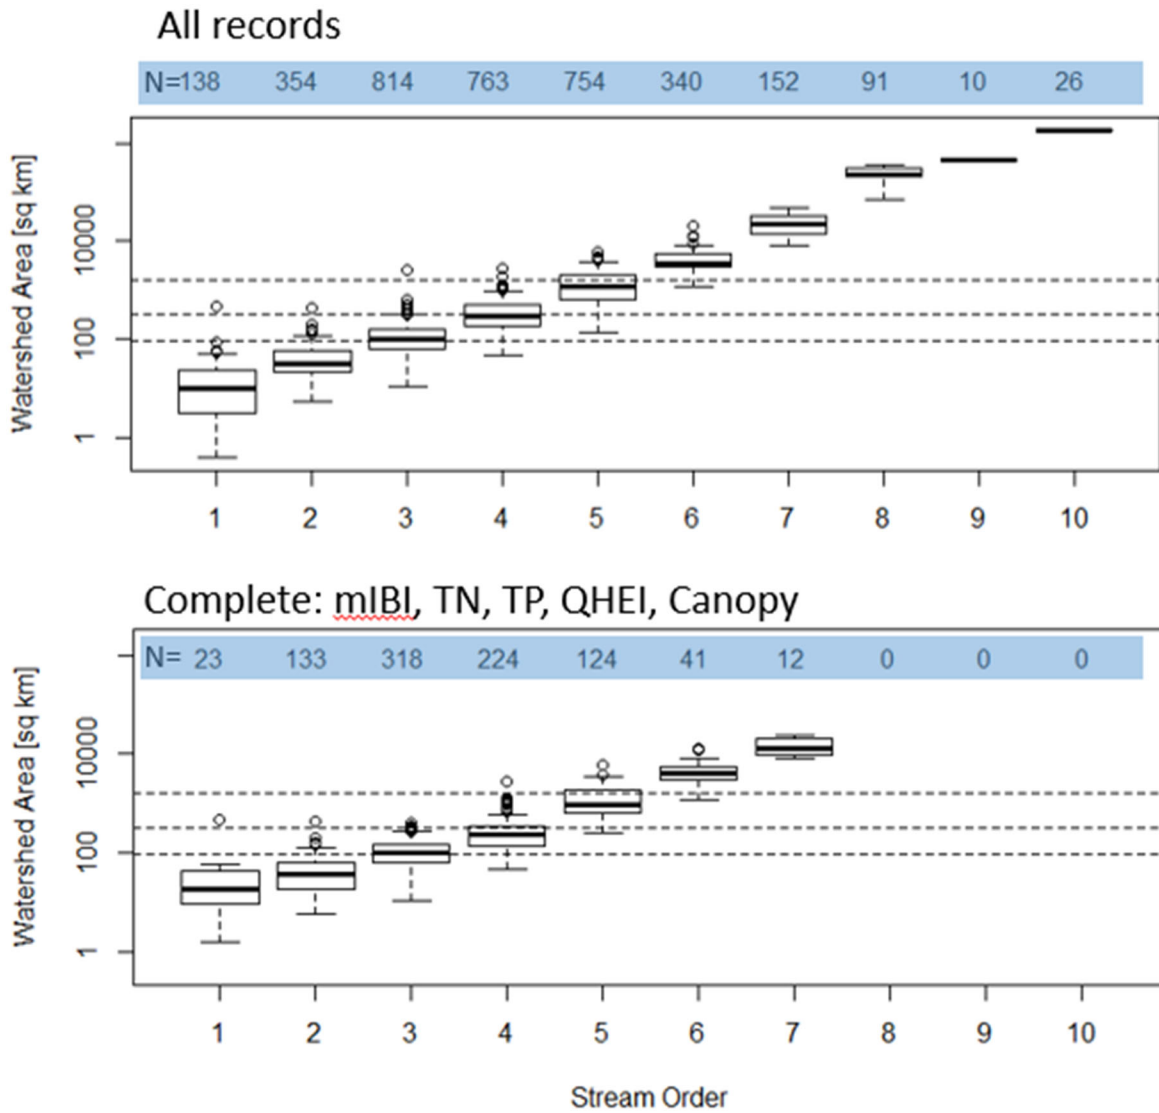 All records
N=138 354 814 763 754 340 152 91 10 26
Watershed Area [sq km]
10000
100
1
1 2 3 4 5 6 7 8 9 10
Complete: mIBI, TN, TP, QHEI, Canopy
N= 23 133 318 224 124 41 12 0 0 0
Watershed Area [sq km]
10000
100
1
1 2 3 4 5 6 7 8 9 10
Stream Order